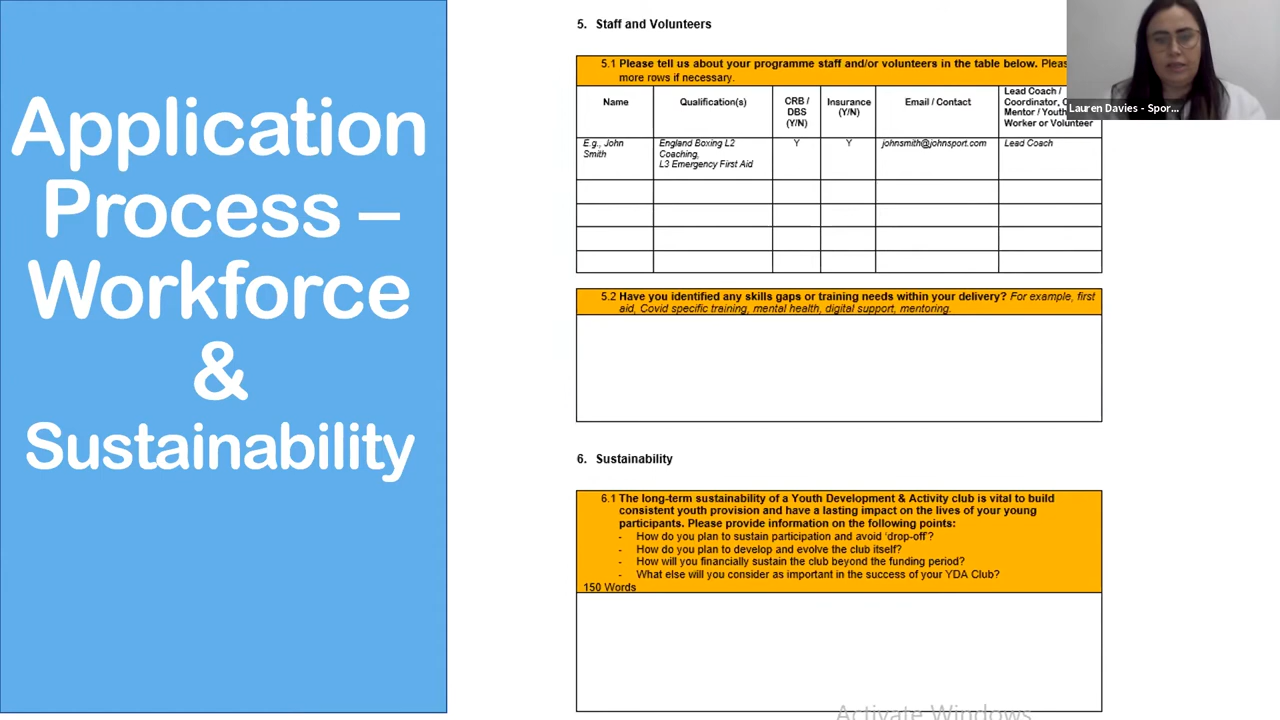 Application
Process –
Workforce
&
Sustainability
5. Staff and Volunteers
5.1 Please tell us about your programme staff and/or volunteers in the table below.
more rows if necessary.
Name
Qualification(s)
CRB /
DBS
(Y/N)
Insurance
(Y/N)
Email / Contact
Lead Coach /
Coordinator,
Mentor / Youth
Worker or Volunteer
E.g., John
Smith
England Boxing L2
Coaching,
L3 Emergency First Aid
Y
Y
johnsmith@johnsport.com
Lead Coach
5.2 Have you identified any skills gaps or training needs within your delivery? For example, first
aid, Covid specific training, mental health, digital support, mentoring.
6. Sustainability
6.1 The long-term sustainability of a Youth Development & Activity club is vital to build
consistent youth provision and have a lasting impact on the lives of your young
participants. Please provide information on the following points:
- How do you plan to sustain participation and avoid 'drop-off'?
- How do you plan to develop and evolve the club itself?
- How will you financially sustain the club beyond the funding period?
- What else will you consider as important in the success of your YDA Club?
150 Words
Lauren Davies - Spor...
Activate Windows